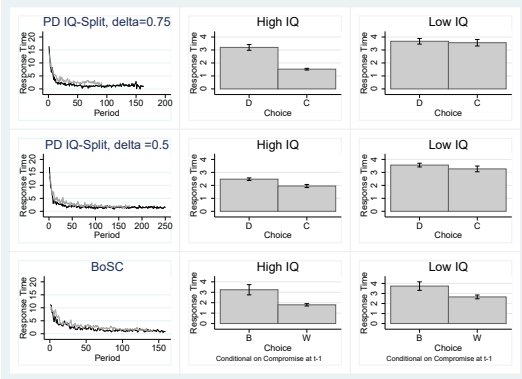 PD IQ-Split, delta=0.75
Response Time
0 5 10 15 20
0 50 100 150 200
Period
High IQ
Response Time
0 1 2 3 4
D C
Choice
Low IQ
Response Time
0 1 2 3 4
D C
Choice
PD IQ-Split, delta =0.5
Response Time
0 5 10 15 20
0 50 100 150 200 250
Period
High IQ
Response Time
0 1 2 3 4
D C
Choice
Low IQ
Response Time
0 1 2 3 4
D C
Choice
BoSC
Response Time
0 5 10 15 20
0 50 100 150
Period
High IQ
Response Time
0 1 2 3 4
B W
Choice
Conditional on Compromise at t-1
Low IQ
Response Time
0 1 2 3 4
B W
Choice
Conditional on Compromise at t-1